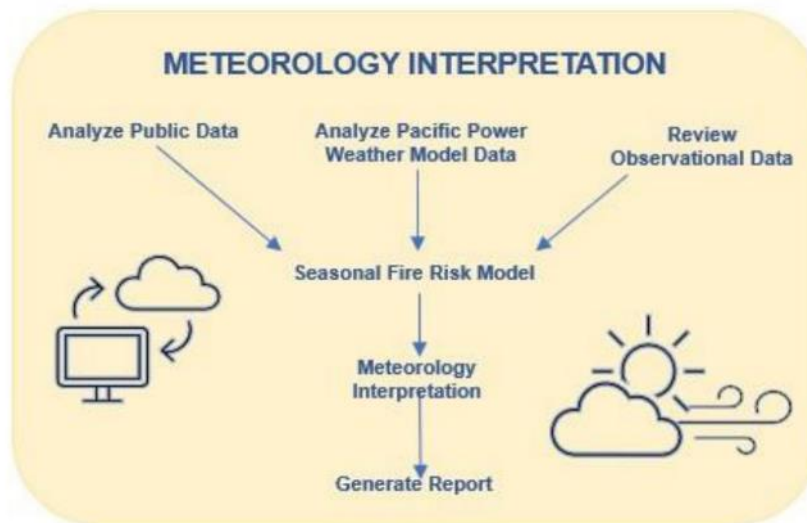 METEOROLOGY INTERPRETATION
Analyze Public Data
Analyze Pacific Power
Weather Model Data
Review
Observational Data
Seasonal Fire Risk Model
Meteorology
Interpretation
Generate Report